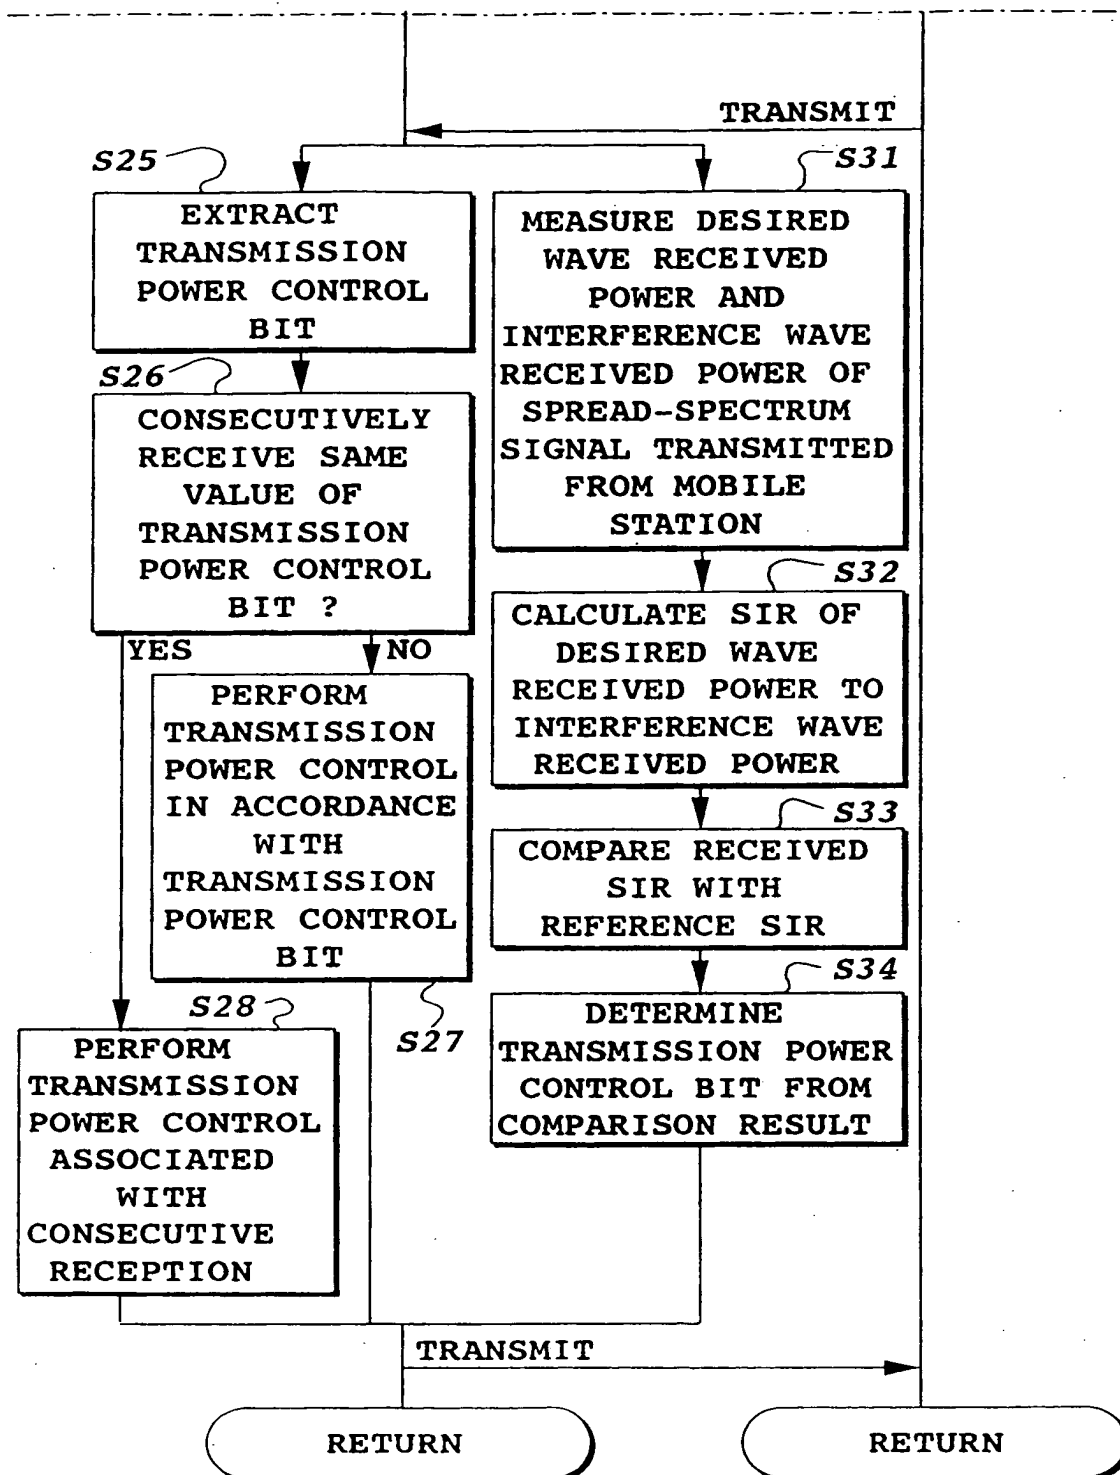 TRANSMIT
S25
EXTRACT
TRANSMISSION
POWER CONTROL
BIT
S26
CONSECUTIVELY
RECEIVE SAME
VALUE OF
TRANSMISSION
POWER CONTROL
BIT ?
YES
NO
PERFORM
TRANSMISSION
POWER CONTROL
IN ACCORDANCE
WITH
TRANSMISSION
POWER CONTROL
BIT
S27
S28
PERFORM
TRANSMISSION
POWER CONTROL
ASSOCIATED
WITH
CONSECUTIVE
RECEPTION
S31
MEASURE DESIRED
WAVE RECEIVED
POWER AND
INTERFERENCE WAVE
RECEIVED POWER OF
SPREAD-SPECTRUM
SIGNAL TRANSMITTED
FROM MOBILE
STATION
S32
CALCULATE SIR OF
DESIRED WAVE
RECEIVED POWER TO
INTERFERENCE WAVE
RECEIVED POWER
S33
COMPARE RECEIVED
SIR WITH
REFERENCE SIR
S34
DETERMINE
TRANSMISSION POWER
CONTROL BIT FROM
COMPARISON RESULT
TRANSMIT
RETURN
RETURN